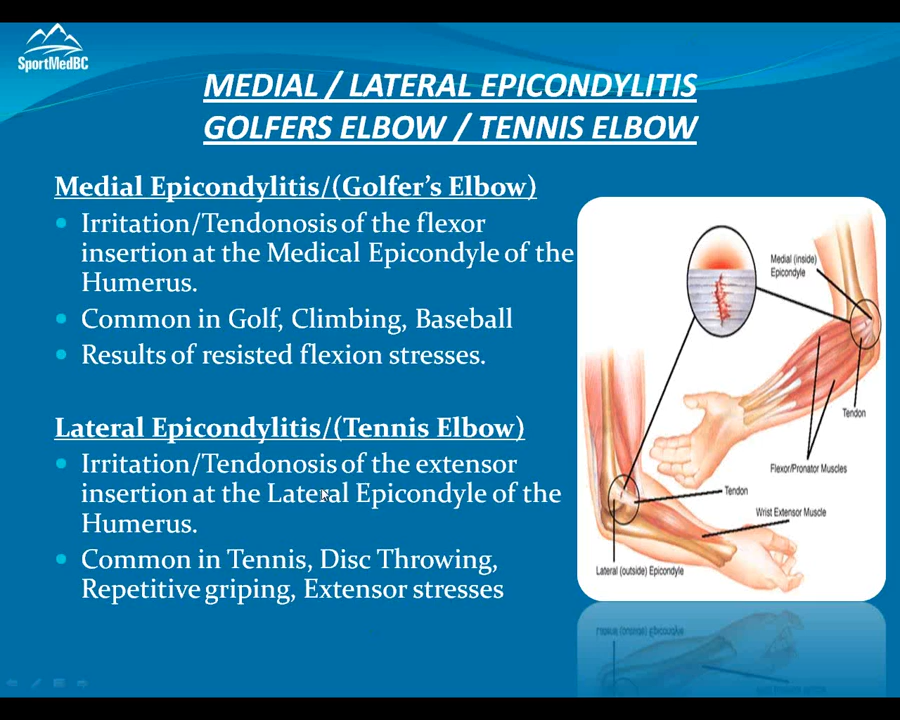 SportMedBC
MEDIAL / LATERAL EPICONDYLITIS
GOLFERS ELBOW / TENNIS ELBOW
Medial Epicondylitis/(Golfer's Elbow)
• Irritation/Tendonosis of the flexor
insertion at the Medical Epicondyle of the
Humerus.
• Common in Golf, Climbing, Baseball
• Results of resisted flexion stresses.
Lateral Epicondylitis/(Tennis Elbow)
• Irritation/Tendonosis of the extensor
insertion at the Lateral Epicondyle of the
Humerus.
• Common in Tennis, Disc Throwing,
Repetitive griping, Extensor stresses
Medial (inside)
Epicondyle
Tendon
Flexor/Pronator Muscles
Tendon
Wrist Extensor Muscle
Lateral (outside) Epicondyle